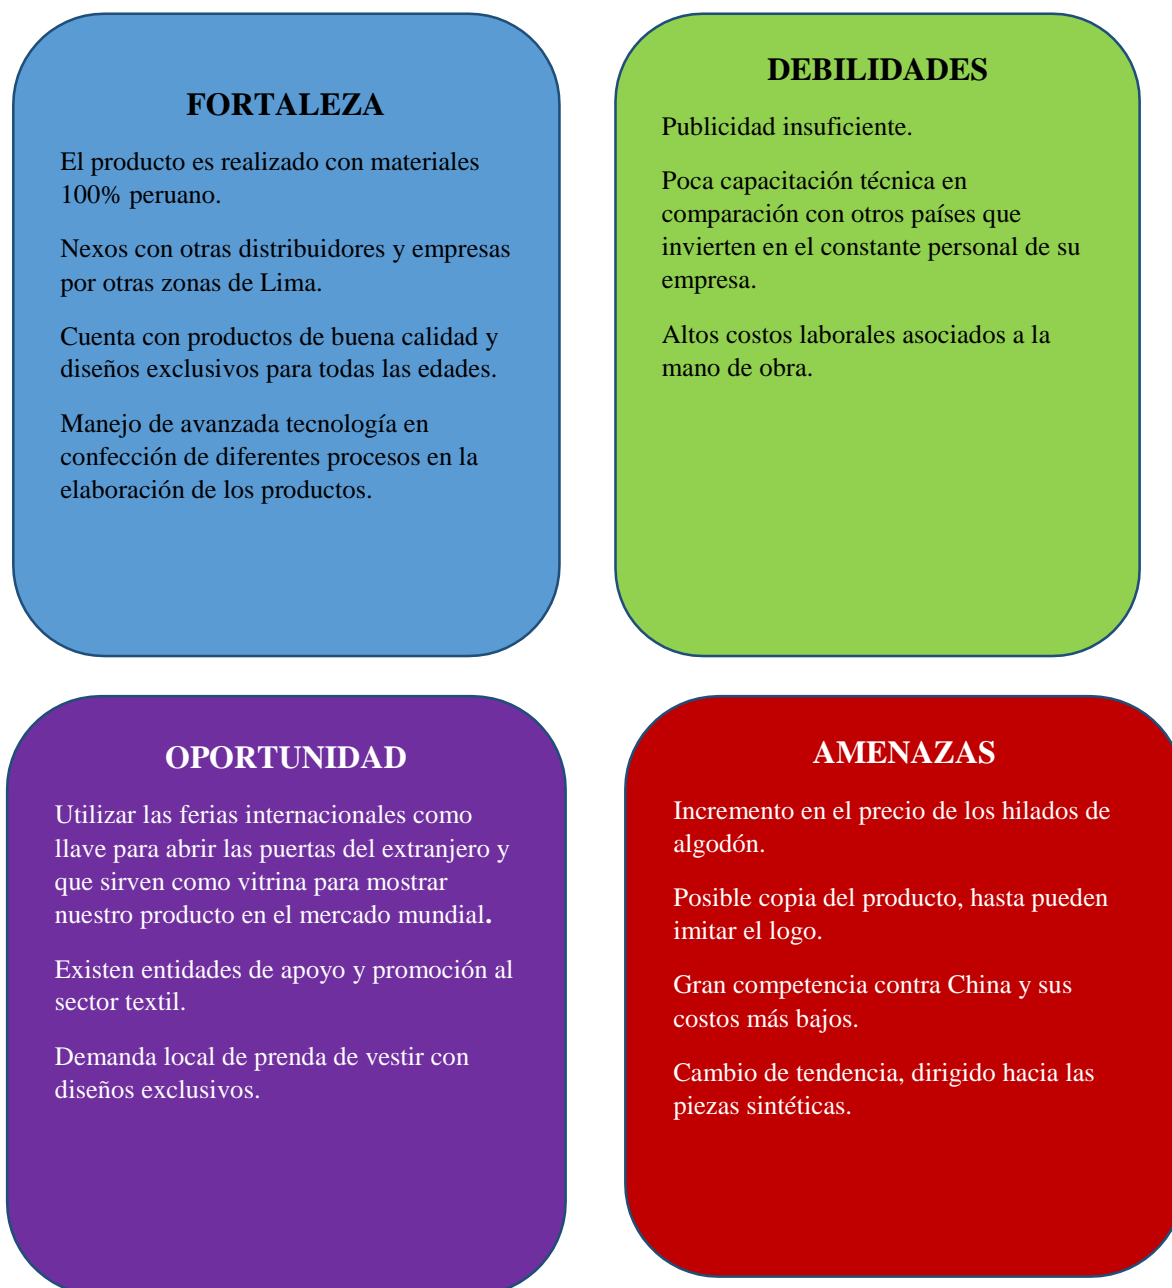 FORTALEZA
El producto es realizado con materiales
100% peruano.
Nexos con otras distribuidores y empresas
por otras zonas de Lima.
Cuenta con productos de buena calidad y
diseños exclusivos para todas las edades.
Manejo de avanzada tecnología en
confección de diferentes procesos en la
elaboración de los productos.
DEBILIDADES
Publicidad insuficiente.
Poca capacitación técnica en
comparación con otros países que
invierten en el constante personal de su
empresa.
Altos costos laborales asociados a la
mano de obra.
OPORTUNIDAD
Utilizar las ferias internacionales como
llave para abrir las puertas del extranjero y
que sirven como vitrina para mostrar
nuestro producto en el mercado mundial.
Existen entidades de apoyo y promoción al
sector textil.
Demanda local de prenda de vestir con
diseños exclusivos.
AMENAZAS
Incremento en el precio de los hilados de
algodón.
Posible copia del producto, hasta pueden
imitar el logo.
Gran competencia contra China y sus
costos más bajos.
Cambio de tendencia, dirigido hacia las
piezas sintéticas.